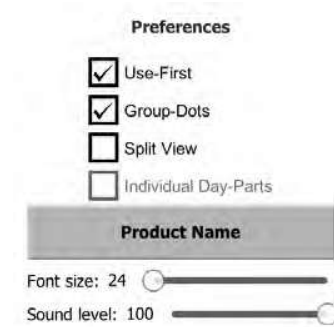 Preferences
Use-First
Group-Dots
Split View
Individual Day-Parts
Product Name
Font size: 24
Sound level: 100